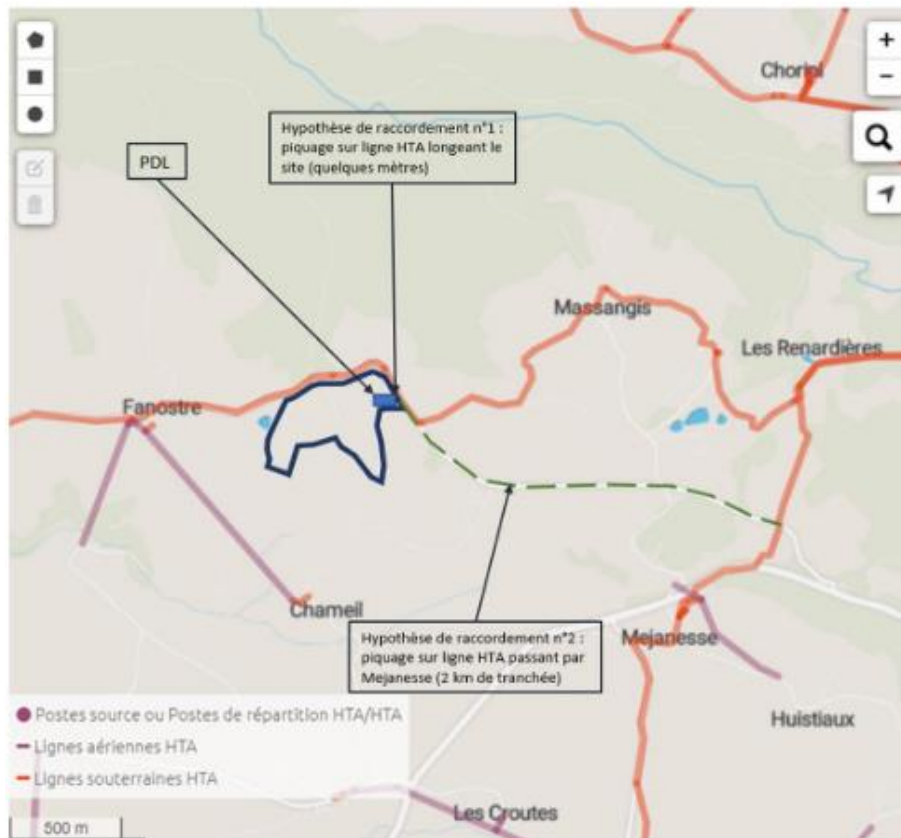 Choriol
+
−
Hypothèse de raccordement n°1 :
piquage sur ligne HTA longeant le
site (quelques mètres)
PDL
Massangis
Les Renardières
Fanostre
Chameil
Hypothèse de raccordement n°2 :
piquage sur ligne HTA passant par
Mejanesse (2 km de tranchée)
Mejanesse
Huistiaux
Postes source ou Postes de répartition HTA/HTA
Lignes aériennes HTA
Lignes souterraines HTA
Les Croutes
500 m